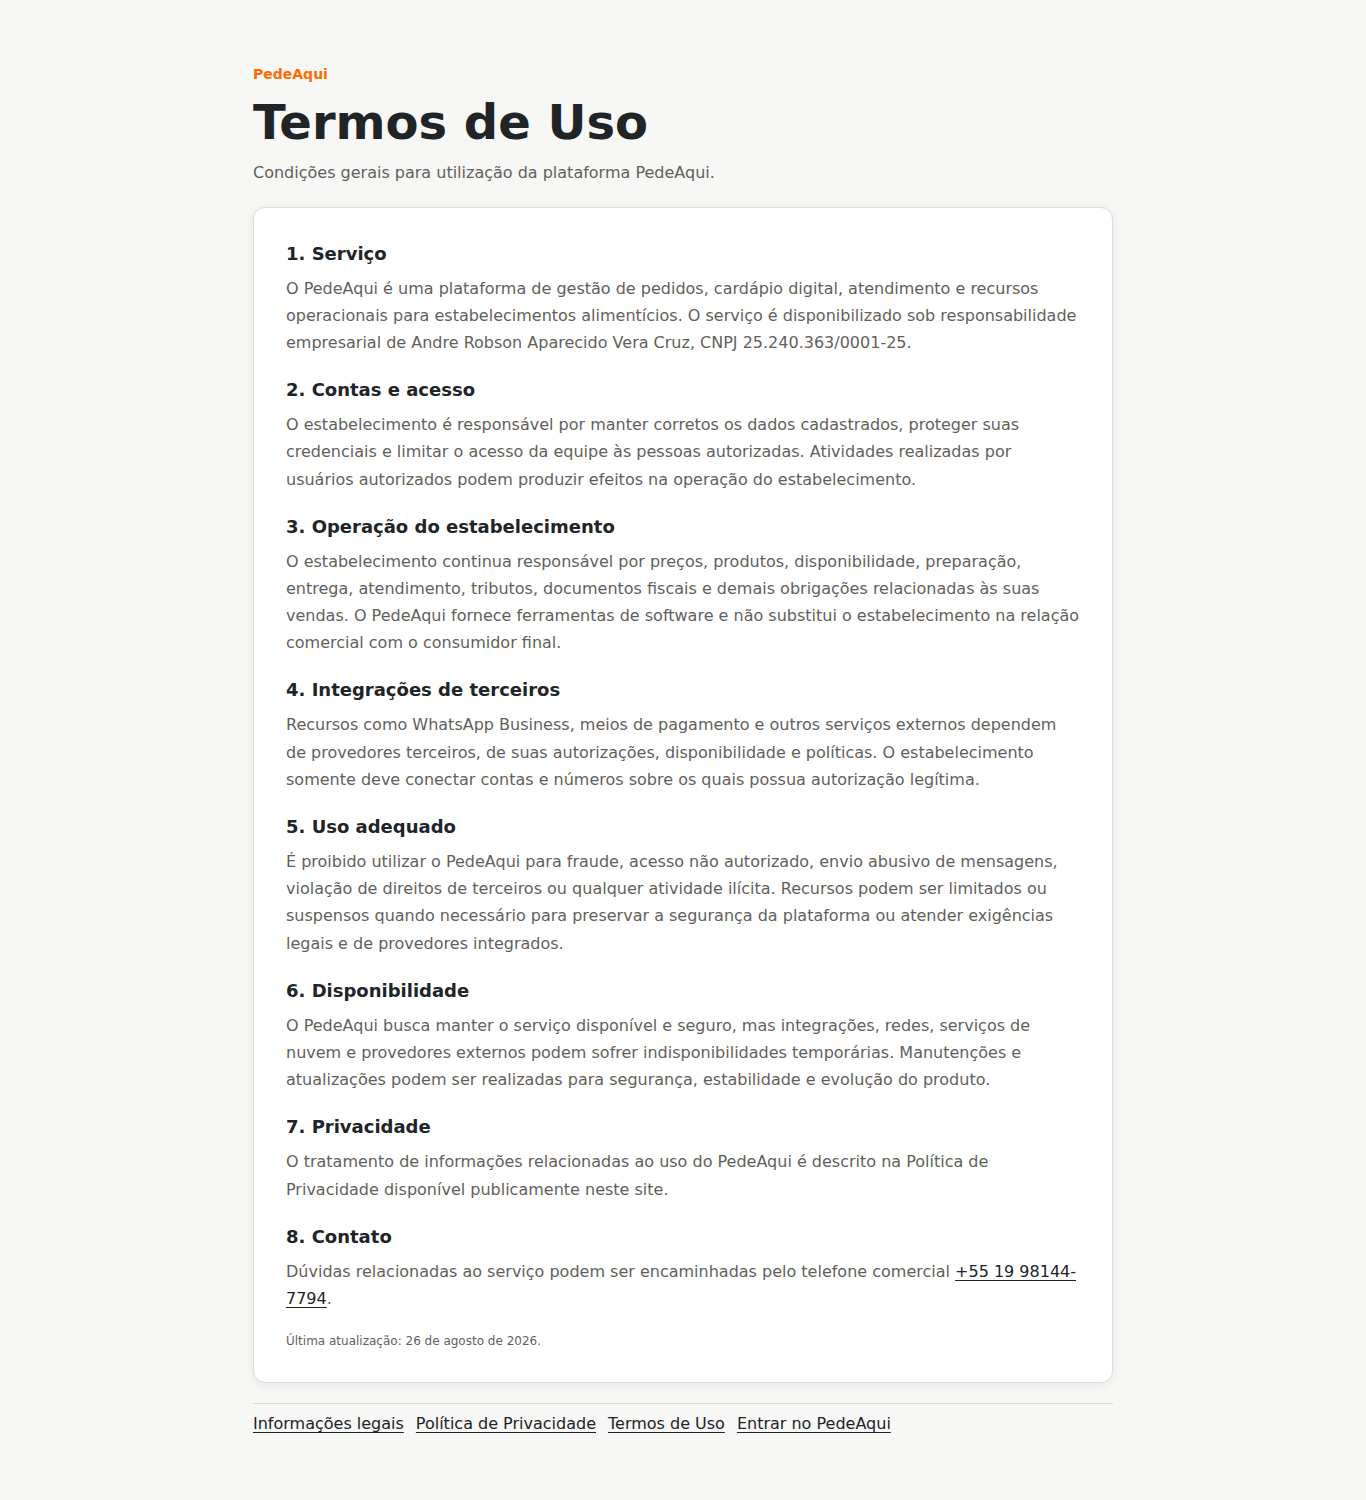 PedeAqui
Termos de Uso
Condições gerais para utilização da plataforma PedeAqui.
1. Serviço
O PedeAqui é uma plataforma de gestão de pedidos, cardápio digital, atendimento e recursos
operacionais para estabelecimentos alimentícios. O serviço é disponibilizado sob responsabilidade
empresarial de Andre Robson Aparecido Vera Cruz, CNPJ 25.240.363/0001-25.
2. Contas e acesso
O estabelecimento é responsável por manter corretos os dados cadastrados, proteger suas
credenciais e limitar o acesso da equipe às pessoas autorizadas. Atividades realizadas por
usuários autorizados podem produzir efeitos na operação do estabelecimento.
3. Operação do estabelecimento
O estabelecimento continua responsável por preços, produtos, disponibilidade, preparação,
entrega, atendimento, tributos, documentos fiscais e demais obrigações relacionadas às suas
vendas. O PedeAqui fornece ferramentas de software e não substitui o estabelecimento na relação
comercial com o consumidor final.
4. Integrações de terceiros
Recursos como WhatsApp Business, meios de pagamento e outros serviços externos dependem
de provedores terceiros, de suas autorizações, disponibilidade e políticas. O estabelecimento
somente deve conectar contas e números sobre os quais possua autorização legítima.
5. Uso adequado
É proibido utilizar o PedeAqui para fraude, acesso não autorizado, envio abusivo de mensagens,
violação de direitos de terceiros ou qualquer atividade ilícita. Recursos podem ser limitados ou
suspensos quando necessário para preservar a segurança da plataforma ou atender exigências
legais e de provedores integrados.
6. Disponibilidade
O PedeAqui busca manter o serviço disponível e seguro, mas integrações, redes, serviços de
nuvem e provedores externos podem sofrer indisponibilidades temporárias. Manutenções e
atualizações podem ser realizadas para segurança, estabilidade e evolução do produto.
7. Privacidade
O tratamento de informações relacionadas ao uso do PedeAqui é descrito na Política de
Privacidade disponível publicamente neste site.
8. Contato
Dúvidas relacionadas ao serviço podem ser encaminhadas pelo telefone comercial +55 19 98144-
7794.
Última atualização: 26 de agosto de 2026.
Informações legais Política de Privacidade Termos de Uso Entrar no PedeAqui